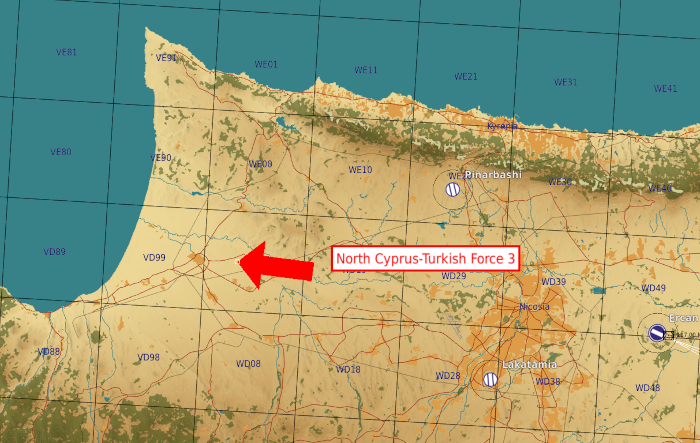 VE81
VE91
WE01
WE11
WE21
WE31
WE41
Kyrenia
VE80
VE90
WE00
WE10
Pinarbashi
WE30
WE40
North Cyprus-Turkish Force 3
VD89
VD99
WD29
WD39
WD49
Nicosia
Ercan
VD88
VD98
WD08
WD18
Lakatamia
WD28
WD38
WD48